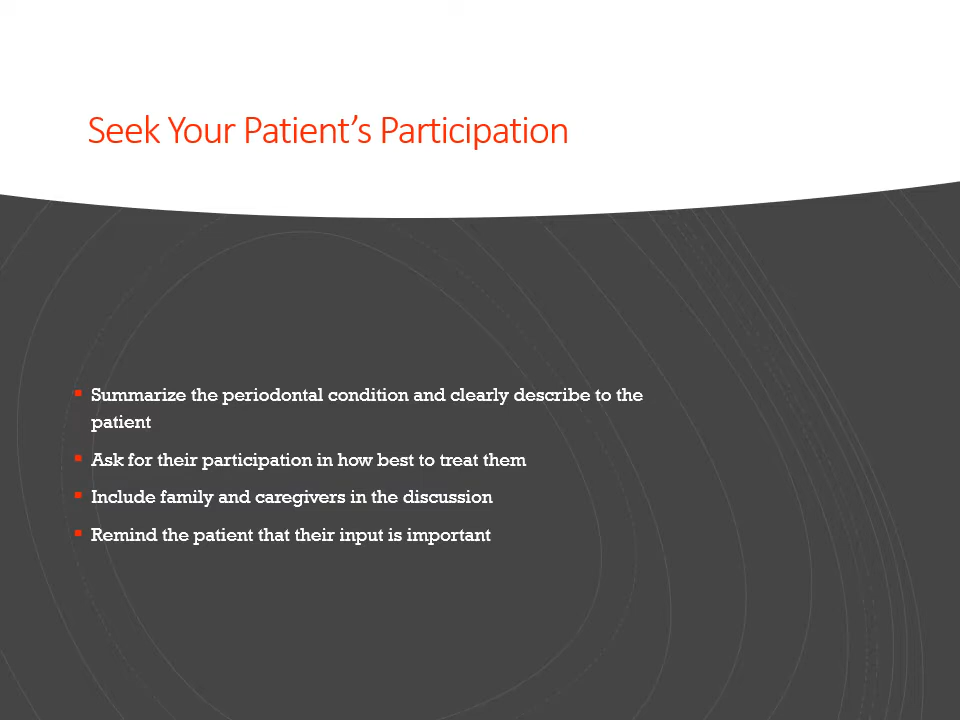 Seek Your Patient’s Participation
▪ Summarize the periodontal condition and clearly describe to the
patient
▪ Ask for their participation in how best to treat them
▪ Include family and caregivers in the discussion
▪ Remind the patient that their input is important